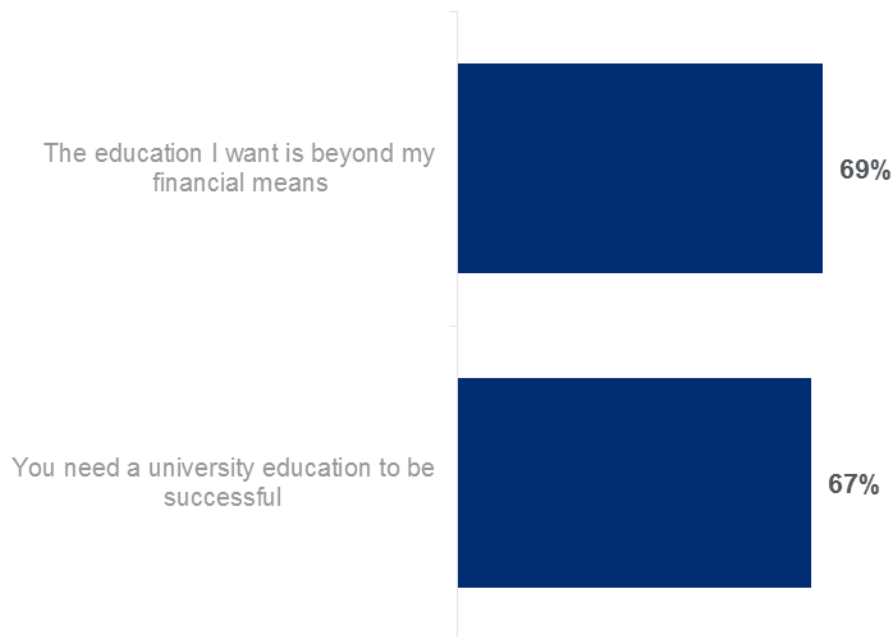 The education I want is beyond my
financial means
69%
You need a university education to be
successful
67%